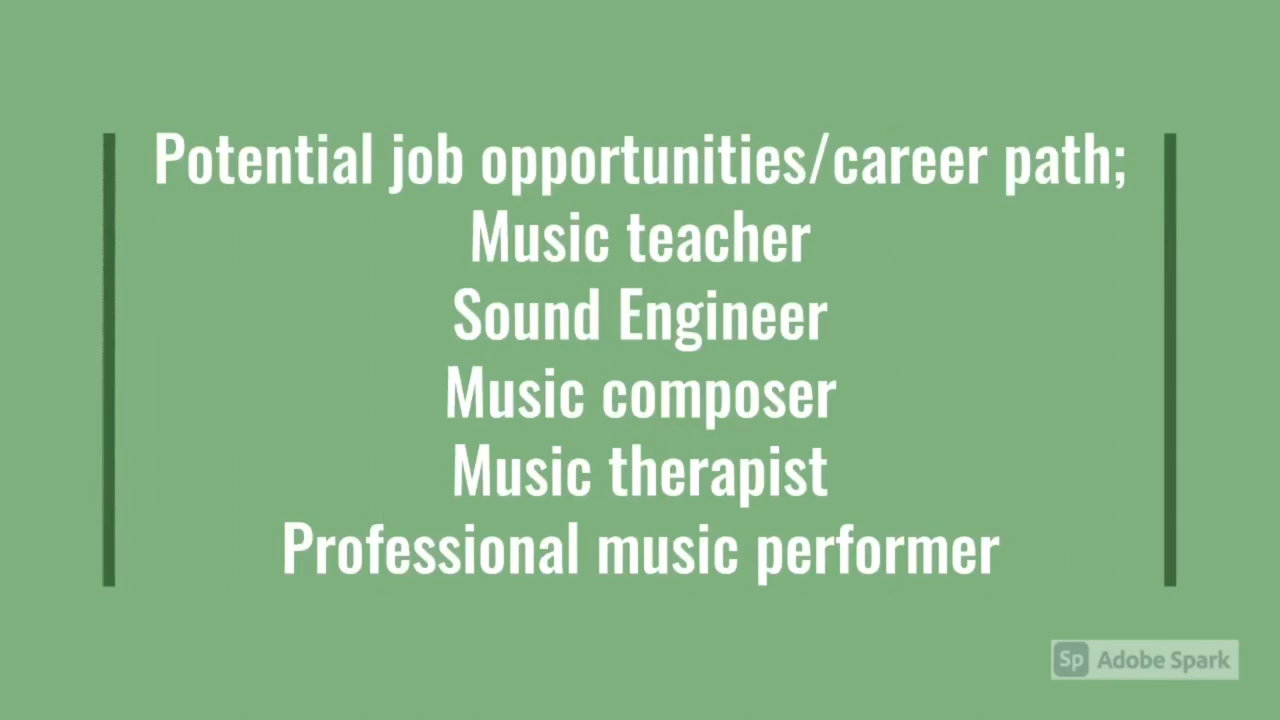 Potential job opportunities/career path;
Music teacher
Sound Engineer
Music composer
Music therapist
Professional music performer
Sp Adobe Spark